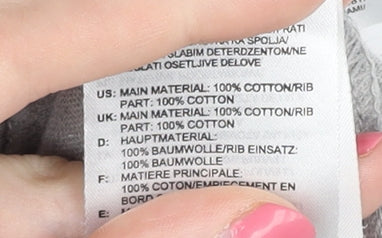 PRATI
SPOLJA/
SLABIM DETERDZENTOM/NE
GLATI OSETLJIVE DELOVE
US: MAIN MATERIAL: 100% COTTON/RIB
PART: 100% COTTON
UK: MAIN MATERIAL: 100% COTTON/RIB
PART: 100% COTTON
D: HAUPTMATERIAL:
100% BAUMWOLLE/RIB EINSATZ:
100% BAUMWOLLE
F: MATIERE PRINCIPALE:
100% COTON/EMPIECEMENT EN
BORD
E: